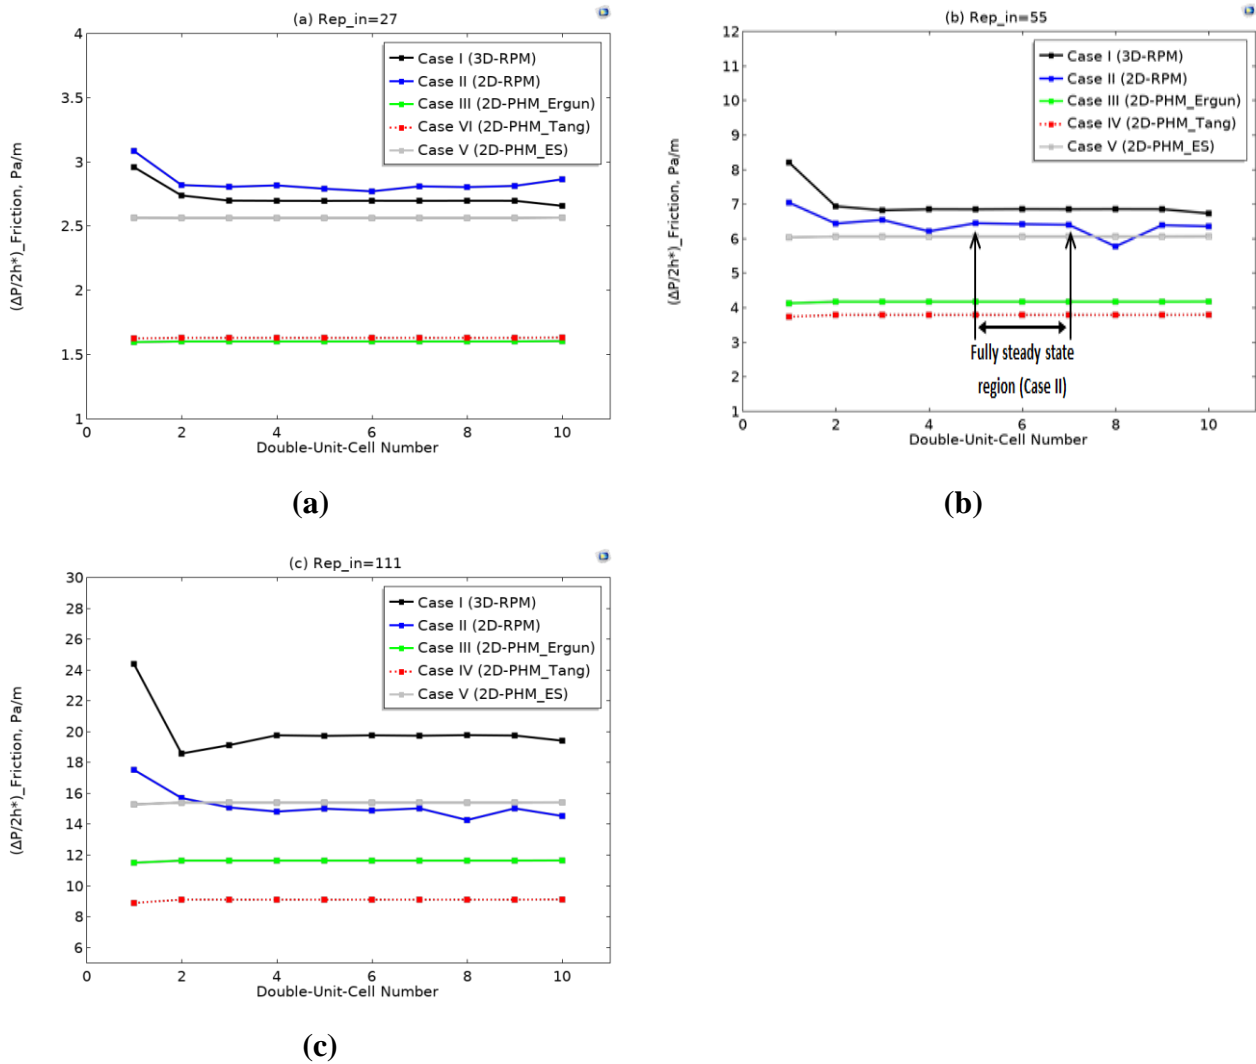 (a) Rep_in=27
4
3.5
3
2.5
2
1.5
1
(ΔP/2h*)_Friction, Pa/m
Case I (3D-RPM)
Case II (2D-RPM)
Case III (2D-PHM_Ergun)
Case VI (2D-PHM_Tang)
Case V (2D-PHM_ES)
0 2 4 6 8 10
Double-Unit-Cell Number
(a)
(b) Rep_in=55
12
11
10
9
8
7
6
5
4
3
2
1
(ΔP/2h*)_Friction, Pa/m
Case I (3D-RPM)
Case II (2D-RPM)
Case III (2D-PHM_Ergun)
Case IV (2D-PHM_Tang)
Case V (2D-PHM_ES)
Fully steady state
region (Case II)
0 2 4 6 8 10
Double-Unit-Cell Number
(b)
(c) Rep_in=111
30
28
26
24
22
20
18
16
14
12
10
8
6
(ΔP/2h*)_Friction, Pa/m
Case I (3D-RPM)
Case II (2D-RPM)
Case III (2D-PHM_Ergun)
Case IV (2D-PHM_Tang)
Case V (2D-PHM_ES)
0 2 4 6 8 10
Double-Unit-Cell Number
(c)